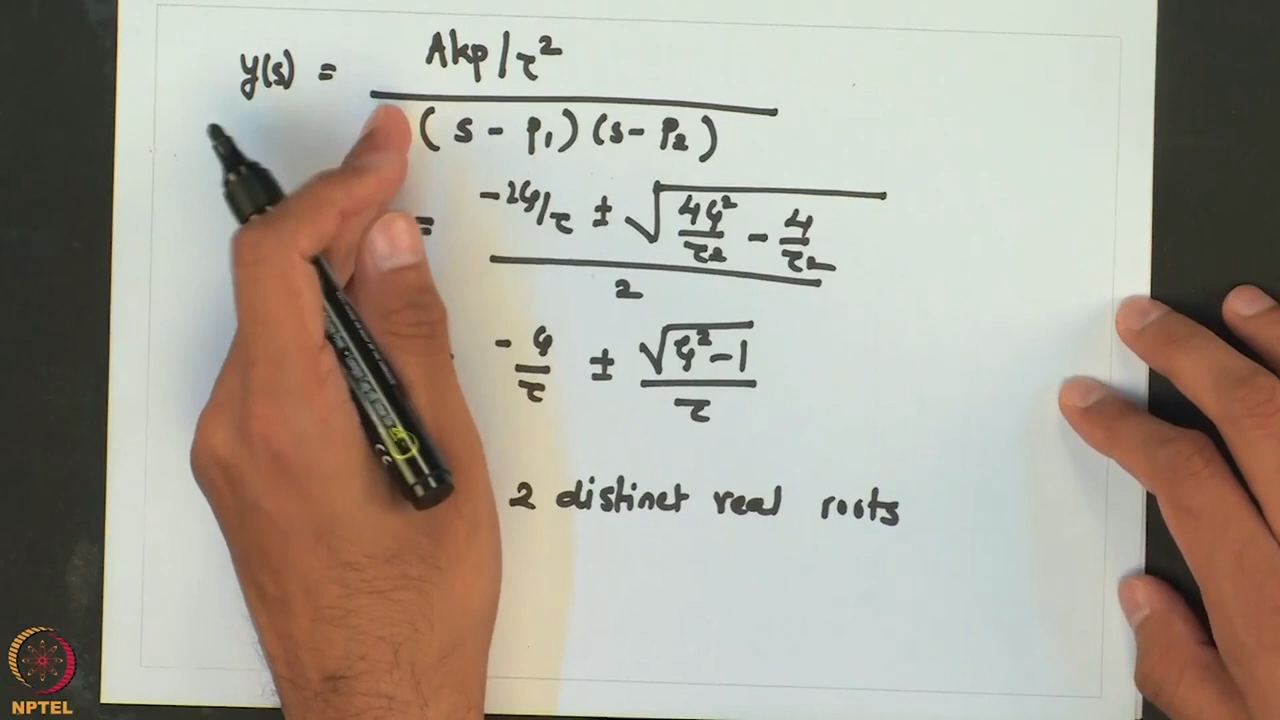 y(s) = Akp/τ²
(s - p₁)(s - p₂)
= -2ζ/τ ± √(4ζ²/τ² - 4/τ²)
2
-ζ/τ ± √(ζ²-1)/τ
2 distinct real roots
NPTEL